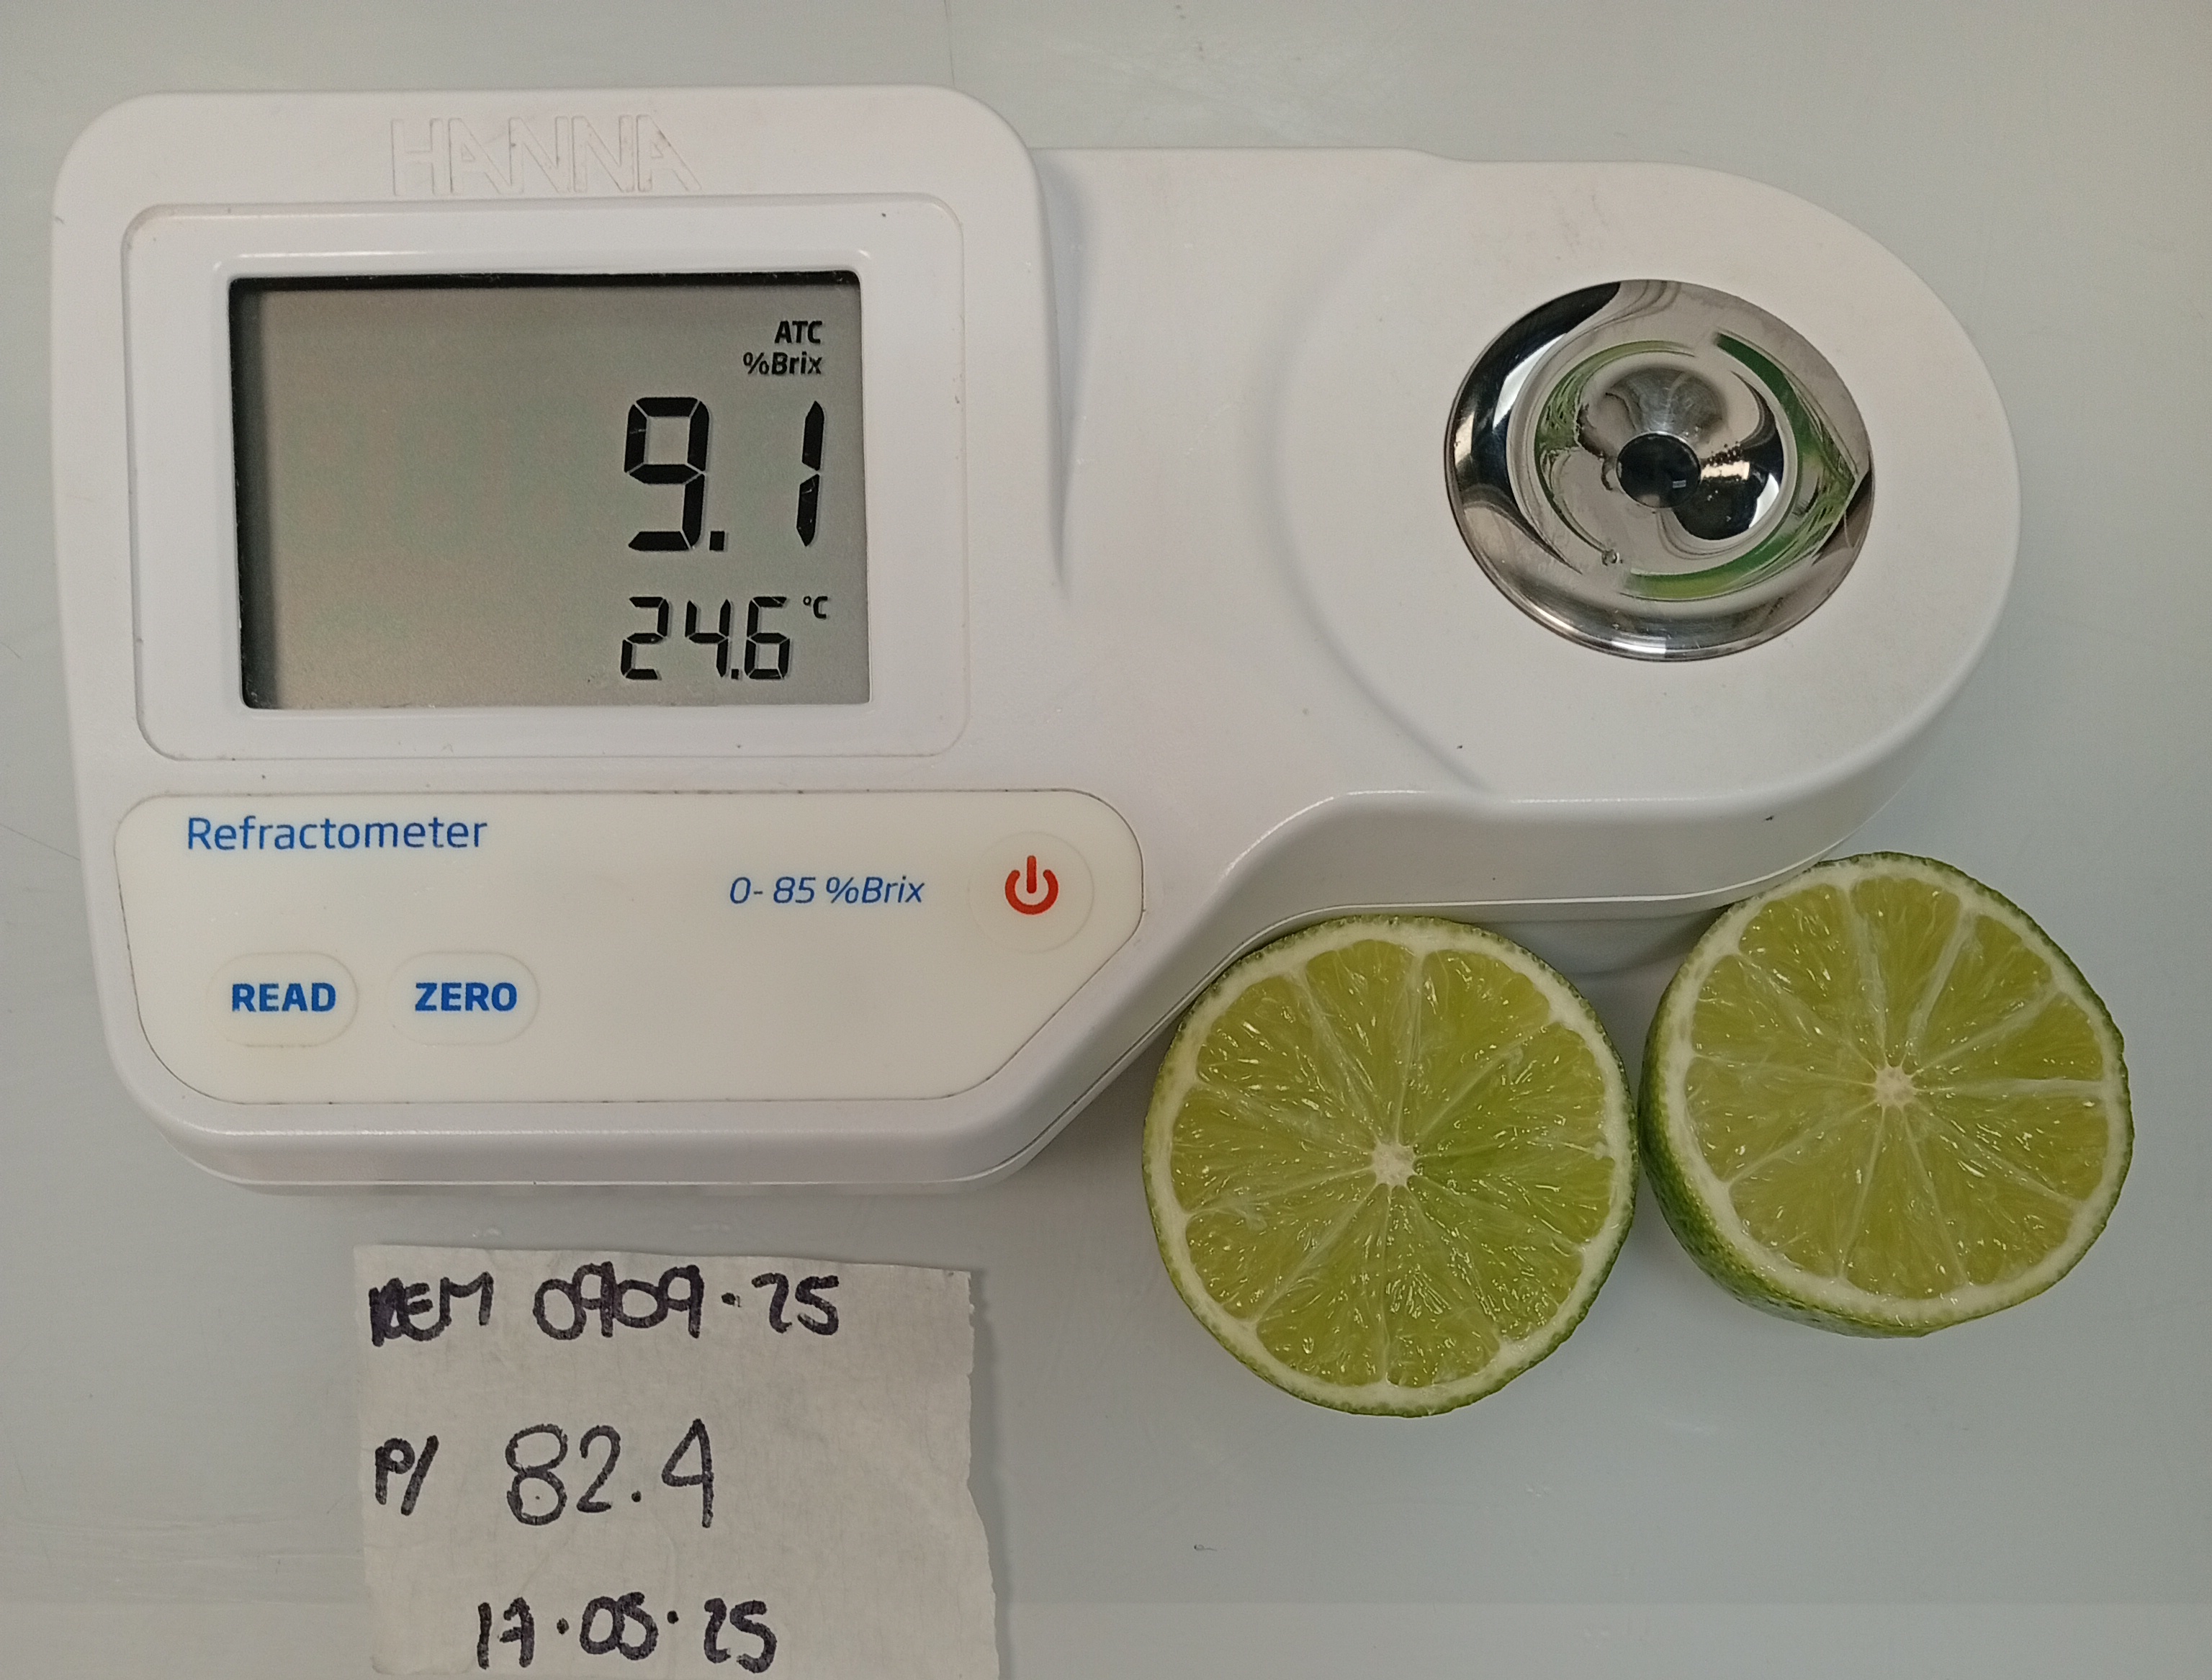 HANNA
ATC
%Brix
9.1
24.6 °C
Refractometer
0- 85 %Brix
READ ZERO
REM 0909.25
P/ 82.4
17.05.25